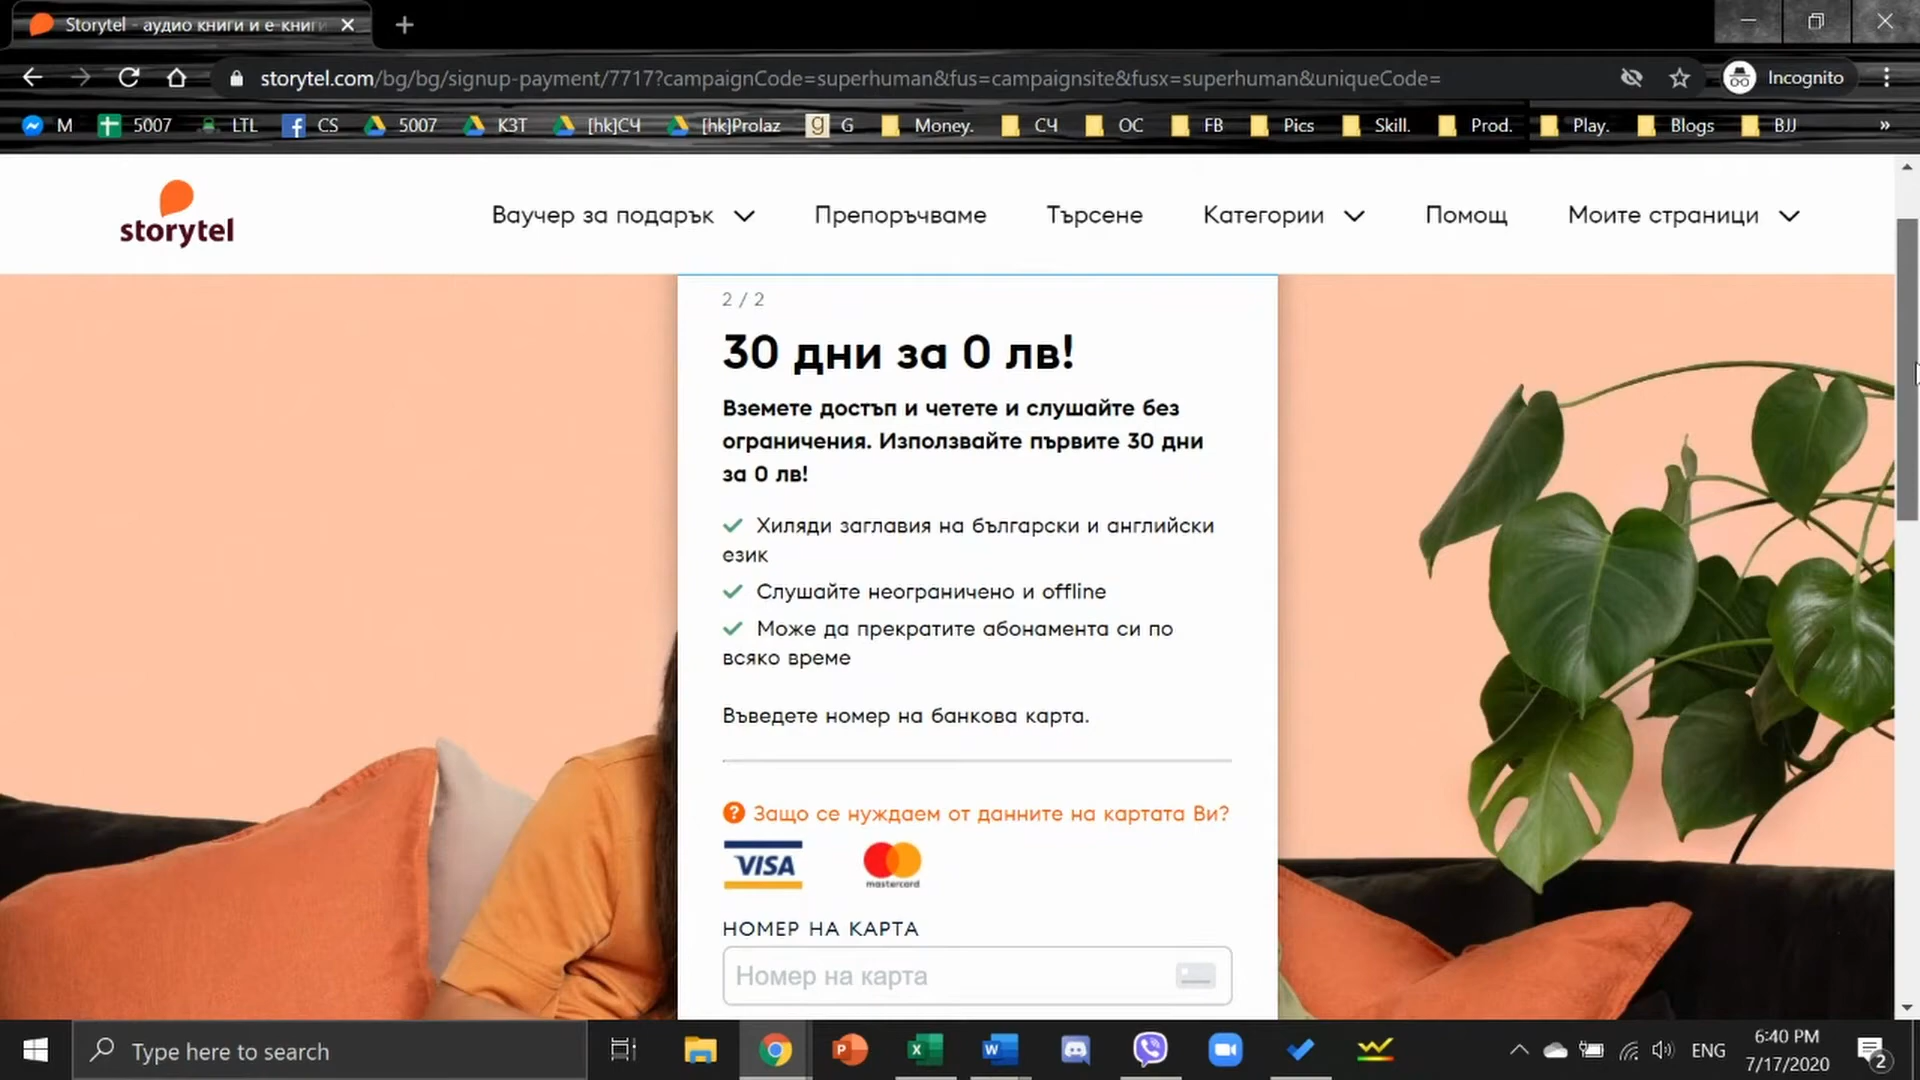 Storytel - аудио книги и е-книги
storytel.com/bg/bg/signup-payment/7717?campaignCode=superhuman&fus=campaignsite&fusx=superhuman&uniqueCode=
Incognito
M 5007 LTL CS 5007 КЗТ [hk]СЧ [hk]Prolaz G Money. СЧ ОС FB Pics Skill. Prod. Play. Blogs BJJ »
storytel
Ваучер за подарък Препоръчваме Търсене Категории Помощ Моите страници
2 / 2
30 дни за 0 лв!
Вземете достъп и четете и слушайте без
ограничения. Използвайте първите 30 дни
за 0 лв!
Хиляди заглавия на български и английски
език
Слушайте неограничено и offline
Може да прекратите абонамента си по
всяко време
Въведете номер на банкова карта.
? Защо се нуждаем от данните на картата Ви?
VISA mastercard
НОМЕР НА КАРТА
Номер на карта
Type here to search
ENG
6:40 PM
7/17/2020
2